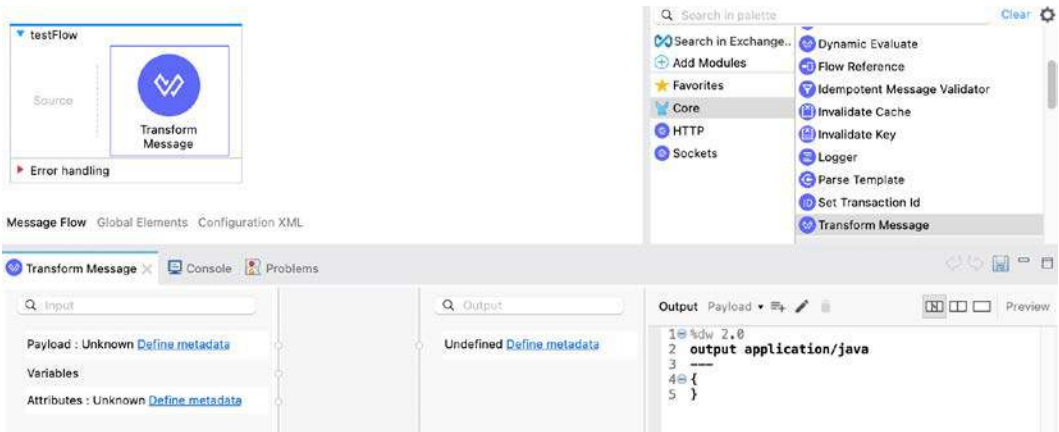 testFlow
Source
Transform
Message
Error handling
Message Flow Global Elements Configuration XML
Search in palette
Clear
Search in Exchange..
Add Modules
Favorites
Core
HTTP
Sockets
Dynamic Evaluate
Flow Reference
Idempotent Message Validator
Invalidate Cache
Invalidate Key
Logger
Parse Template
Set Transaction Id
Transform Message
Transform Message Console Problems
Input
Payload : Unknown Define metadata
Variables
Attributes : Unknown Define metadata
Output
Undefined Define metadata
Output Payload Preview
1 %dw 2.0
2 output application/java
3 ---
4 {
5 }